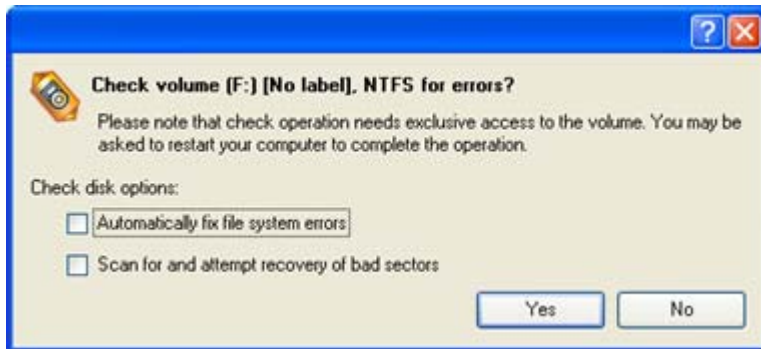 Check volume (F:) [No label], NTFS for errors?
Please note that check operation needs exclusive access to the volume. You may be
asked to restart your computer to complete the operation.
Check disk options:
Automatically fix file system errors
Scan for and attempt recovery of bad sectors
Yes No